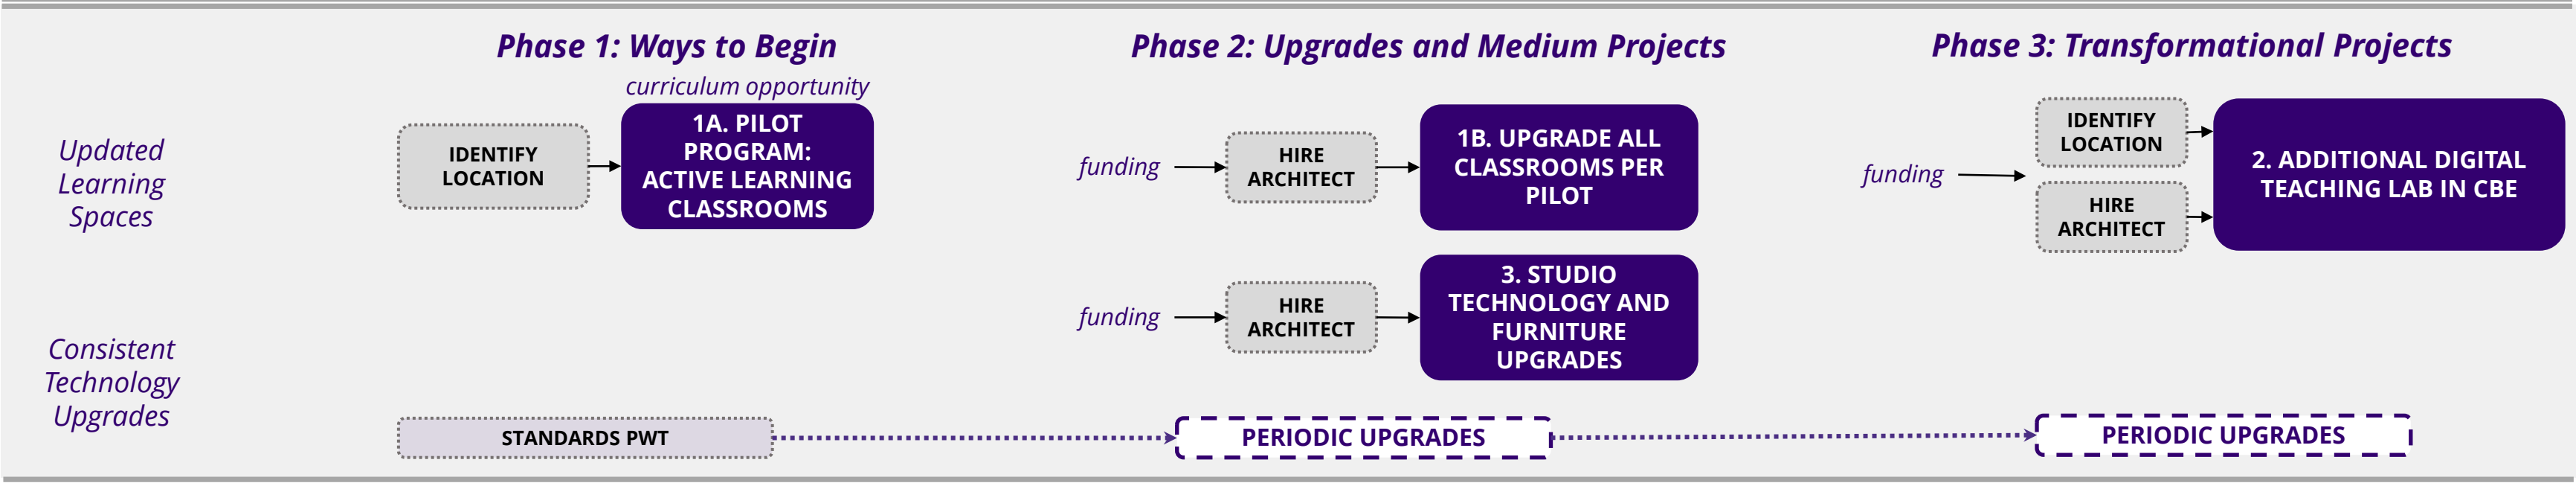 Phase 1: Ways to Begin
Phase 2: Upgrades and Medium Projects
Phase 3: Transformational Projects
curriculum opportunity
Updated
Learning
Spaces
IDENTIFY
LOCATION
1A. PILOT
PROGRAM:
ACTIVE LEARNING
CLASSROOMS
funding
HIRE
ARCHITECT
1B. UPGRADE ALL
CLASSROOMS PER
PILOT
funding
IDENTIFY
LOCATION
HIRE
ARCHITECT
2. ADDITIONAL DIGITAL
TEACHING LAB IN CBE
funding
HIRE
ARCHITECT
3. STUDIO
TECHNOLOGY AND
FURNITURE
UPGRADES
Consistent
Technology
Upgrades
STANDARDS PWT
PERIODIC UPGRADES
PERIODIC UPGRADES